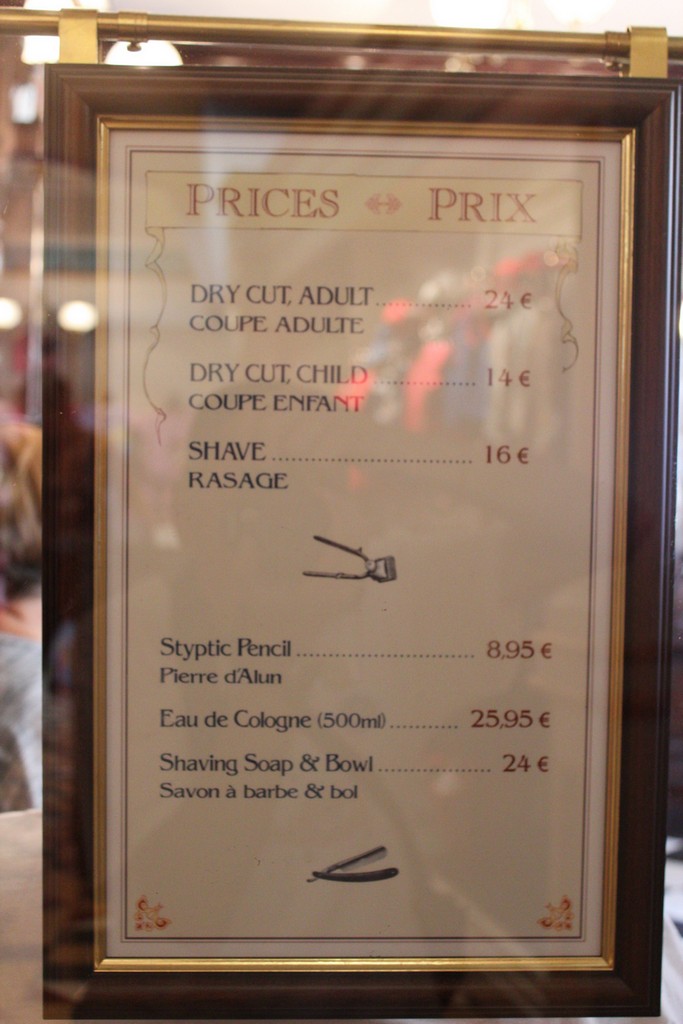 PRICES PRIX
DRY CUT, ADULT.............. 24 €
COUPE ADULTE
DRY CUT, CHILD ................ 14 €
COUPE ENFANT
SHAVE ............................... 16 €
RASAGE
Styptic Pencil ............................ 8,95 €
Pierre d'Alun
Eau de Cologne (500ml) ........... 25,95 €
Shaving Soap & Bowl .................. 24 €
Savon à barbe & bol